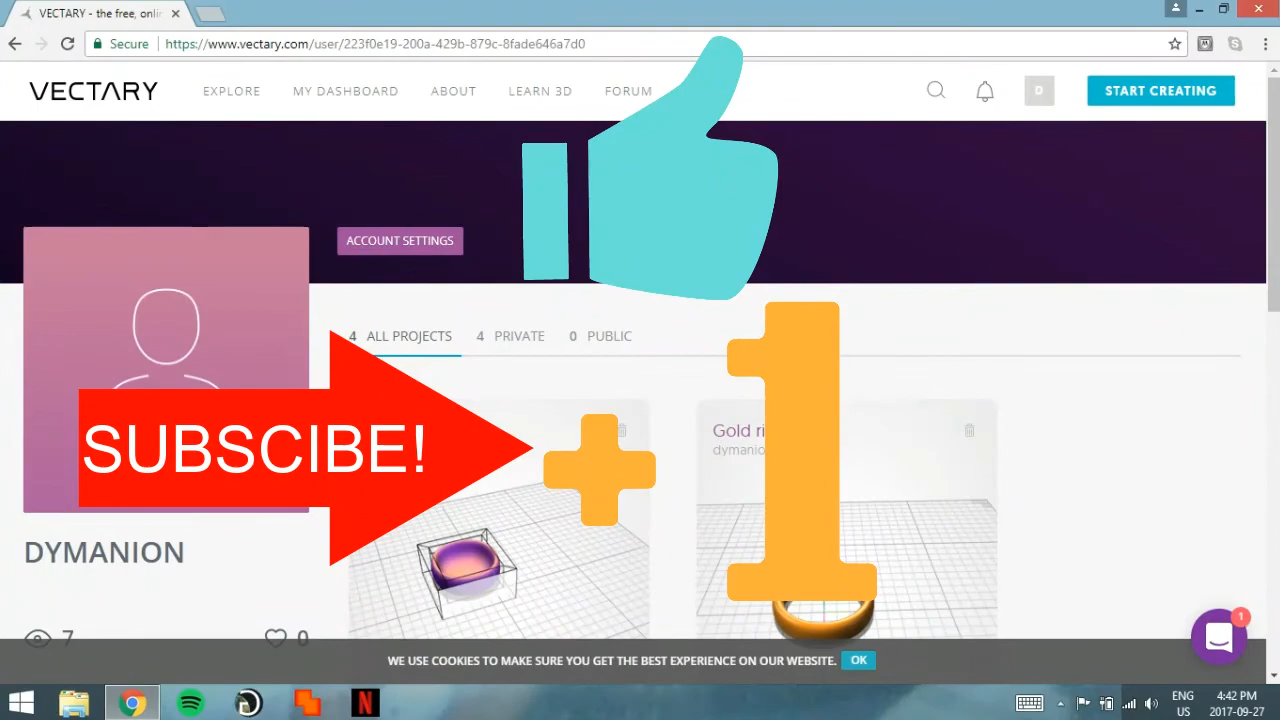 VECTARY - the free, onlin
Secure https://www.vectary.com/user/223f0e19-200a-429b-879c-8fade646a7d0
VECTARY EXPLORE MY DASHBOARD ABOUT LEARN 3D FORUM D START CREATING
ACCOUNT SETTINGS
4 ALL PROJECTS 4 PRIVATE 0 PUBLIC
Gold ri
dymanio
SUBSCIBE!
+1
DYMANION
7 0
1
WE USE COOKIES TO MAKE SURE YOU GET THE BEST EXPERIENCE ON OUR WEBSITE. OK
ENG 4:42 PM
US 2017-09-27